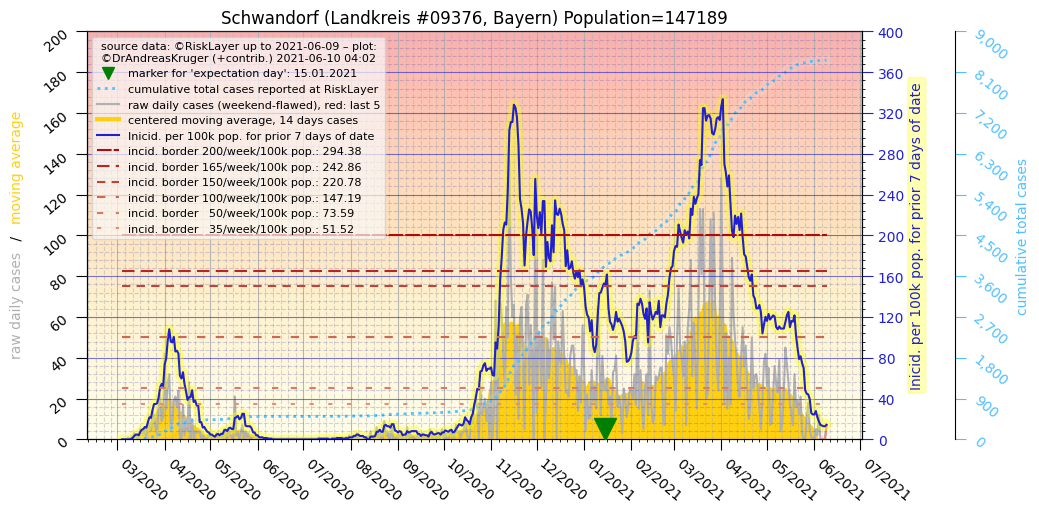 Schwandorf (Landkreis #09376, Bayern) Population=147189
source data: ©RiskLayer up to 2021-06-09 – plot:
©DrAndreasKruger (+contrib.) 2021-06-10 04:02
marker for 'expectation day': 15.01.2021
cumulative total cases reported at RiskLayer
raw daily cases (weekend-flawed), red: last 5
centered moving average, 14 days cases
Inicid. per 100k pop. for prior 7 days of date
incid. border 200/week/100k pop.: 294.38
incid. border 165/week/100k pop.: 242.86
incid. border 150/week/100k pop.: 220.78
incid. border 100/week/100k pop.: 147.19
incid. border 50/week/100k pop.: 73.59
incid. border 35/week/100k pop.: 51.52
raw daily cases / moving average
200
180
160
140
120
100
80
60
40
20
0
400
360
320
280
240
200
160
120
80
40
0
Inicid. per 100k pop. for prior 7 days of date
9,000
8,100
7,200
6,300
5,400
4,500
3,600
2,700
1,800
900
0
cumulative total cases
03/2020
04/2020
05/2020
06/2020
07/2020
08/2020
09/2020
10/2020
11/2020
12/2020
01/2021
02/2021
03/2021
04/2021
05/2021
06/2021
07/2021